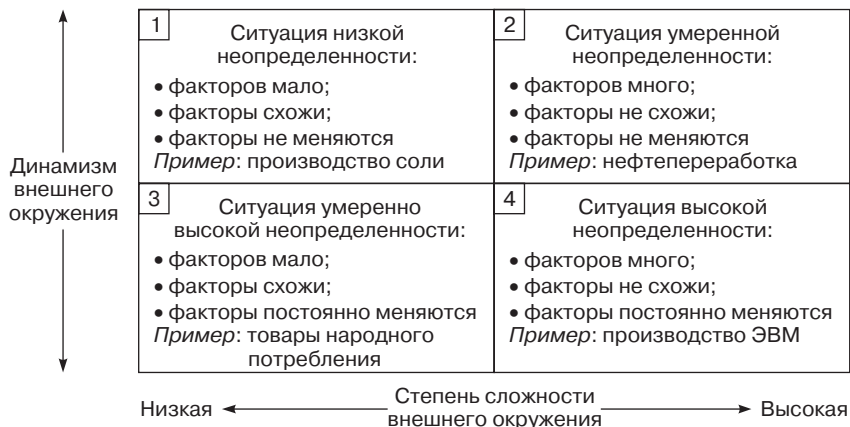 1
Ситуация низкой
неопределенности:
• факторов мало;
• факторы схожи;
• факторы не меняются
Пример: производство соли
2
Ситуация умеренной
неопределенности:
• факторов много;
• факторы не схожи;
• факторы не меняются
Пример: нефтепереработка
Динамизм
внешнего
окружения
3
Ситуация умеренно
высокой неопределенности:
• факторов мало;
• факторы схожи;
• факторы постоянно меняются
Пример: товары народного
потребления
4
Ситуация высокой
неопределенности:
• факторов много;
• факторы не схожи;
• факторы постоянно меняются
Пример: производство ЭВМ
Низкая
Степень сложности
внешнего окружения
Высокая